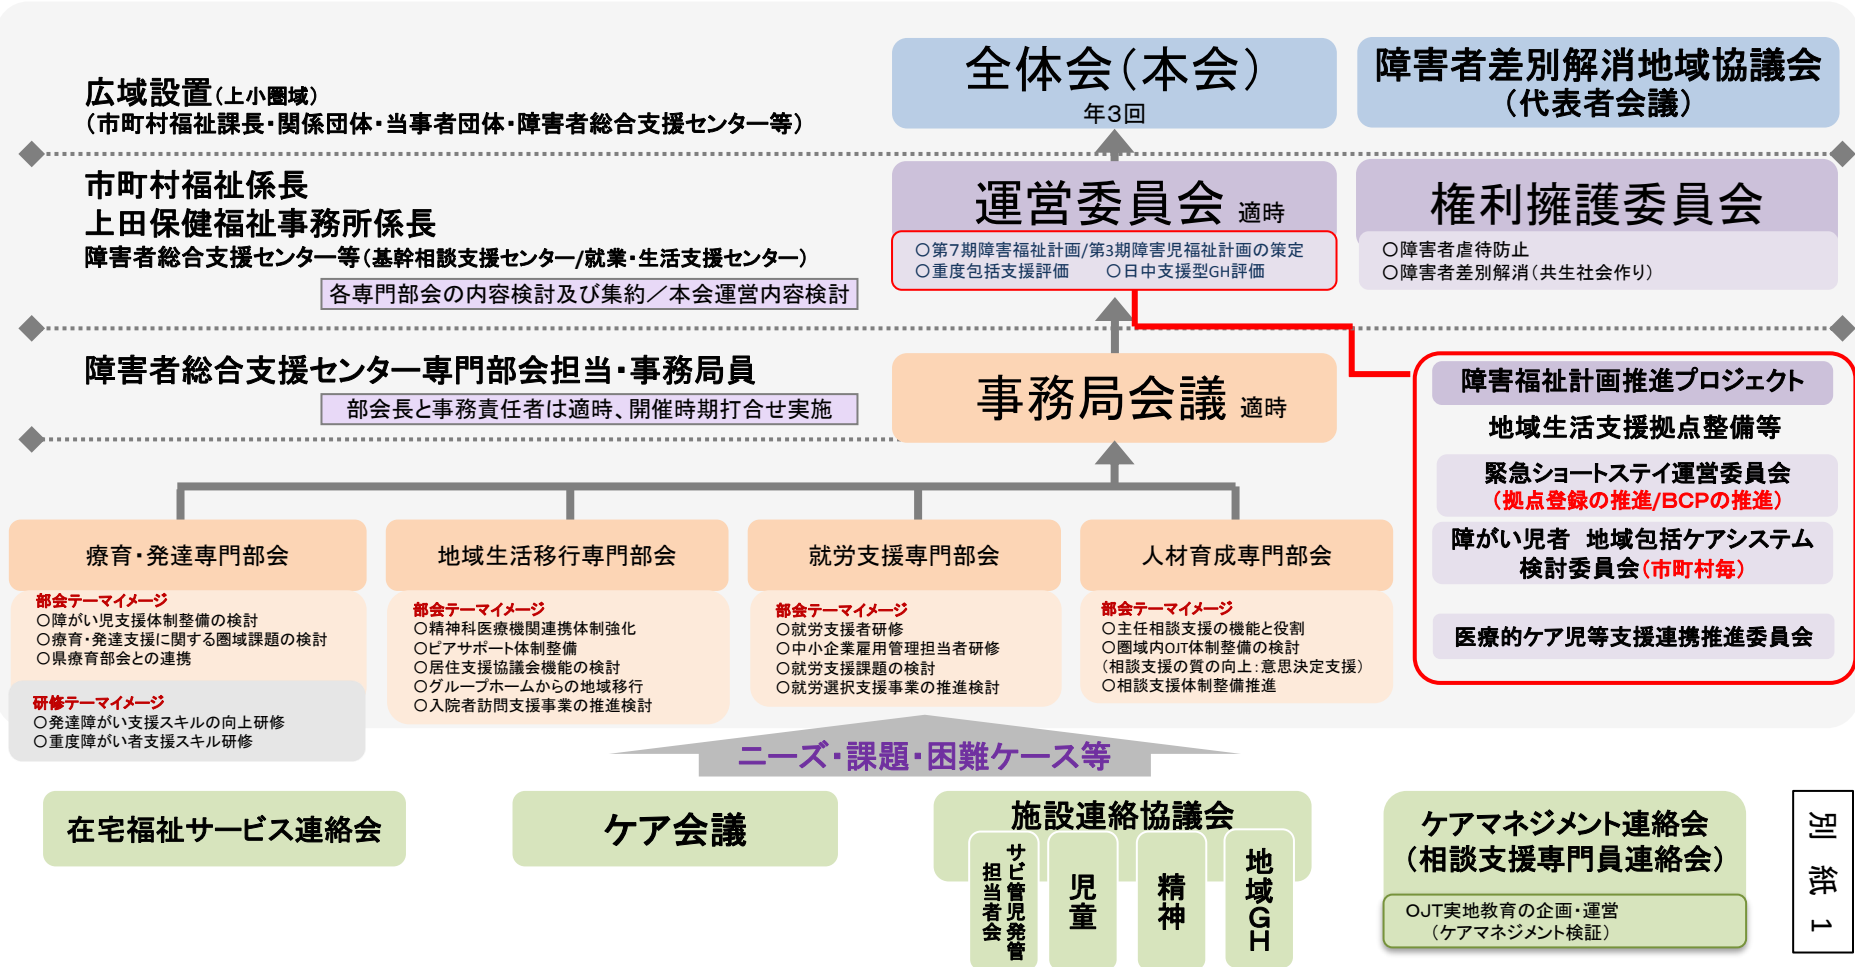 全体会（本会）
年３回
障害者差別解消地域協議会
（代表者会議）
広域設置（上小圏域）
（市町村福祉課長・関係団体・当事者団体・障害者総合支援センター等）
市町村福祉係長
上田保健福祉事務所係長
障害者総合支援センター等（基幹相談支援センター/就業・生活支援センター）
各専門部会の内容検討及び集約／本会運営内容検討
運営委員会 適時
〇第7期障害福祉計画/第3期障害児福祉計画の策定
〇重度包括支援評価　　〇日中支援型GH評価
権利擁護委員会
〇障害者虐待防止
〇障害者差別解消（共生社会作り）
障害者総合支援センター専門部会担当・事務局員
部会長と事務責任者は適時、開催時期打合せ実施
事務局会議 適時
障害福祉計画推進プロジェクト
地域生活支援拠点整備等
緊急ショートステイ運営委員会
（拠点登録の推進/BCPの推進）
障がい児者　地域包括ケアシステム
検討委員会（市町村毎）
医療的ケア児等支援連携推進委員会
療育・発達専門部会
部会テーマイメージ
〇障がい児支援体制整備の検討
〇療育・発達支援に関する圏域課題の検討
〇県療育部会との連携
研修テーマイメージ
〇発達障がい支援スキルの向上研修
〇重度障がい者支援スキル研修
地域生活移行専門部会
部会テーマイメージ
〇精神科医療機関連携体制強化
〇ピアサポート体制整備
〇居住支援協議会機能の検討
〇グループホームからの地域移行
〇入院者訪問支援事業の推進検討
就労支援専門部会
部会テーマイメージ
〇就労支援者研修
〇中小企業雇用管理担当者研修
〇就労支援課題の検討
〇就労選択支援事業の推進検討
人材育成専門部会
部会テーマイメージ
〇主任相談支援の機能と役割
〇圏域内OJT体制整備の検討
（相談支援の質の向上：意思決定支援）
〇相談支援体制整備推進
ニーズ・課題・困難ケース等
在宅福祉サービス連絡会
ケア会議
施設連絡協議会
サビ管児発管
担当者会
児童
精神
地域GH
ケアマネジメント連絡会
（相談支援専門員連絡会）
OJT実地教育の企画・運営
（ケアマネジメント検証）
別紙1